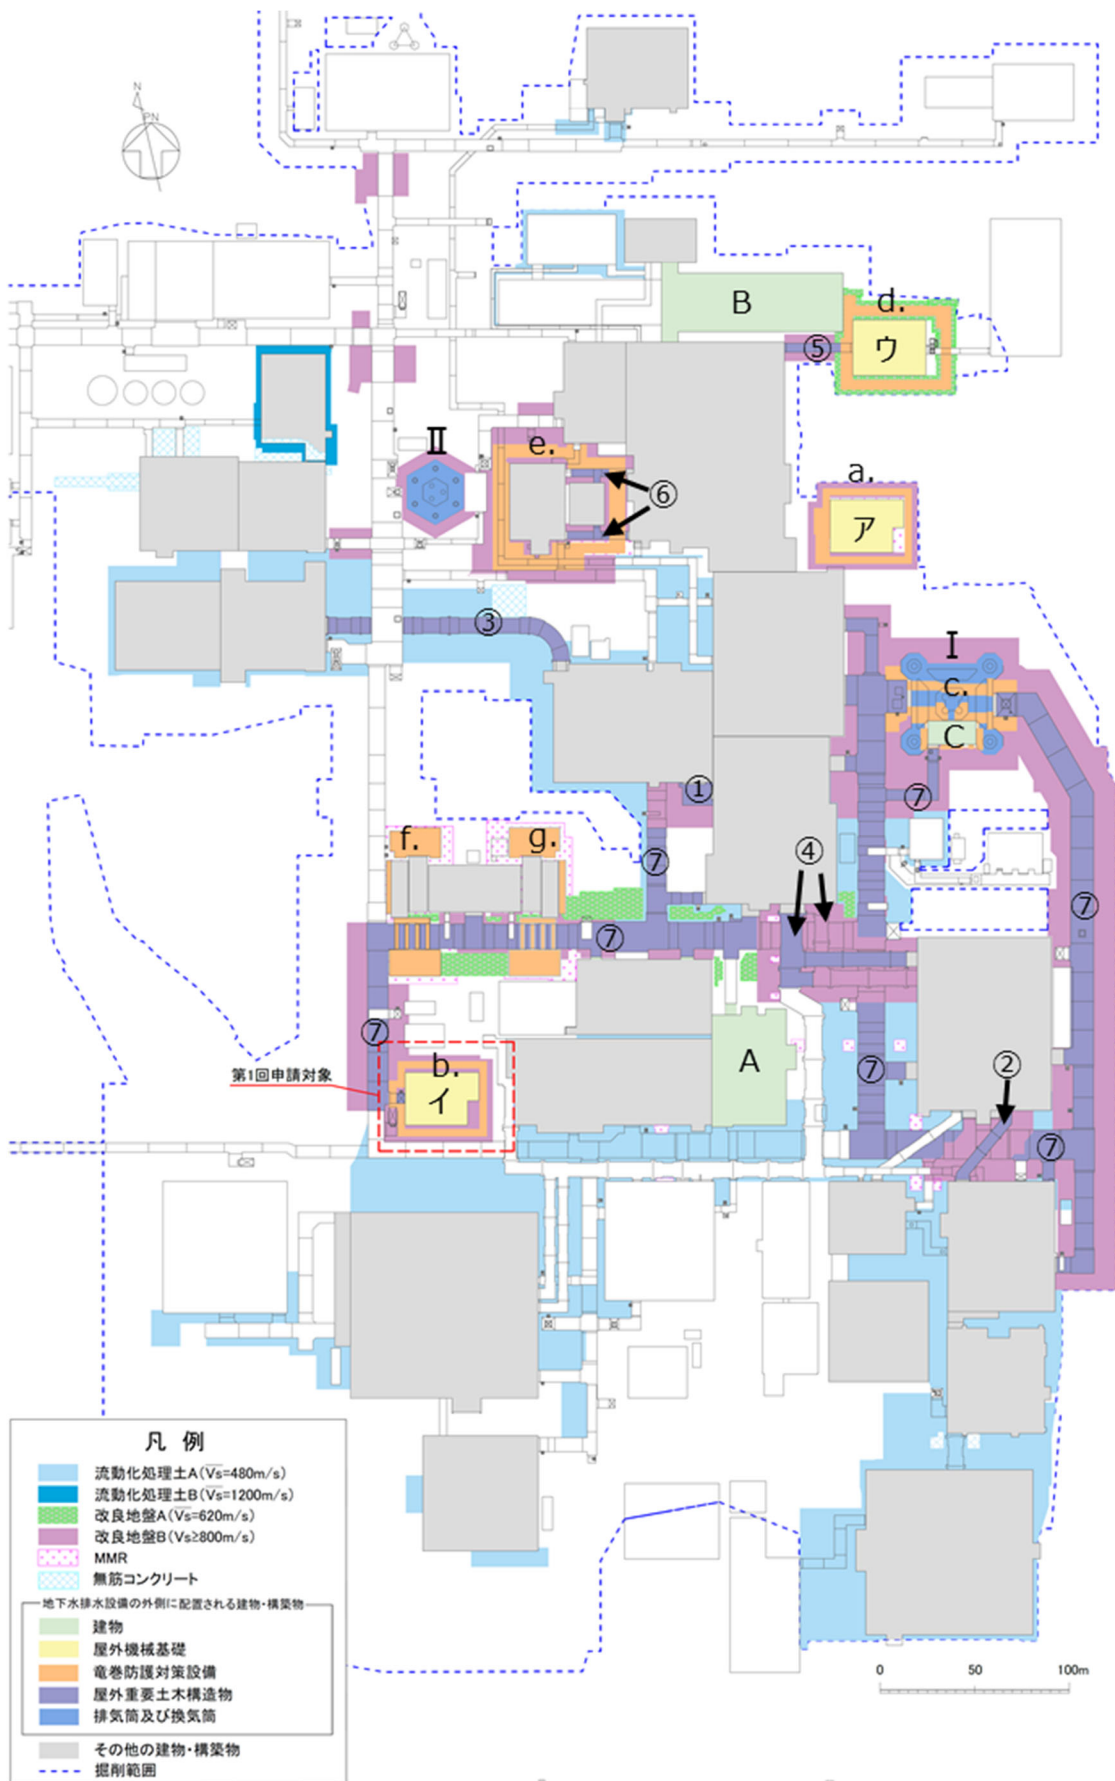 N
PN
B
d.
ウ
⑤
Ⅱ
e.
⑥
a.
ア
③
Ⅰ
c.
C
①
⑦
f.
g.
④
⑦
⑦
⑦
⑦
b.
イ
第1回申請対象
A
⑦
②
⑦
凡 例
流動化処理土A(Vs=480m/s)
流動化処理土B(Vs=1200m/s)
改良地盤A(Vs=620m/s)
改良地盤B(Vs≥800m/s)
MMR
無筋コンクリート
地下水排水設備の外側に配置される建物・構築物
建物
屋外機械基礎
竜巻防護対策設備
屋外重要土木構造物
排気筒及び換気筒
その他の建物・構築物
掘削範囲
0 50 100m